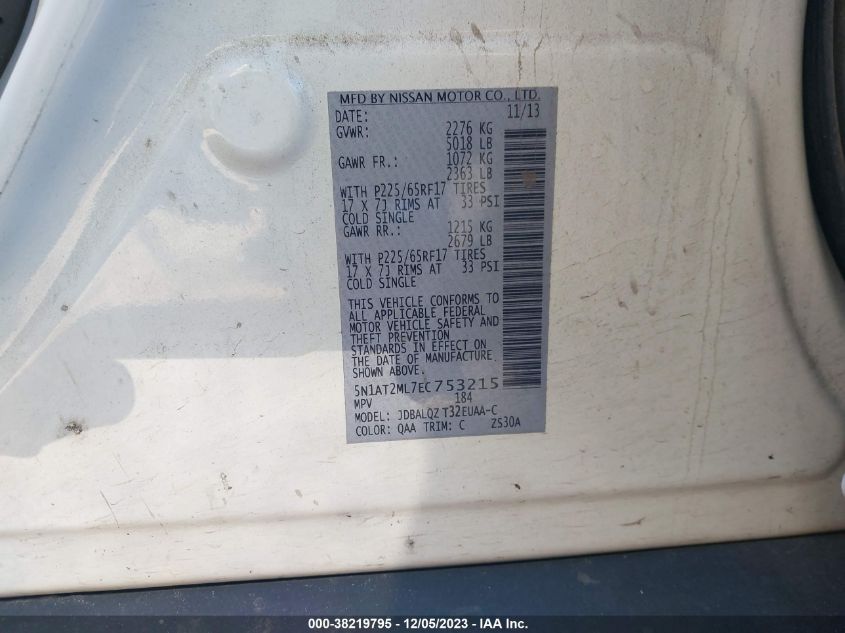 MFD BY NISSAN MOTOR CO., LTD.
DATE: 11/13
GVWR: 2276 KG
5018 LB
GAWR FR.: 1072 KG
2363 LB
WITH P225/65RF17 TIRES
17 X 7J RIMS AT 33 PSI
COLD SINGLE
GAWR RR.: 1215 KG
2679 LB
WITH P225/65RF17 TIRES
17 X 7J RIMS AT 33 PSI
COLD SINGLE
THIS VEHICLE CONFORMS TO
ALL APPLICABLE FEDERAL
MOTOR VEHICLE SAFETY AND
THEFT PREVENTION
STANDARDS IN EFFECT ON
THE DATE OF MANUFACTURE
SHOWN ABOVE.
5N1AT2ML7EC753215
MPV 184
MODEL: JDBALQZ T32EUAA-C
COLOR: QAA TRIM: C ZS30A
000-38219795 - 12/05/2023 - IAA Inc.